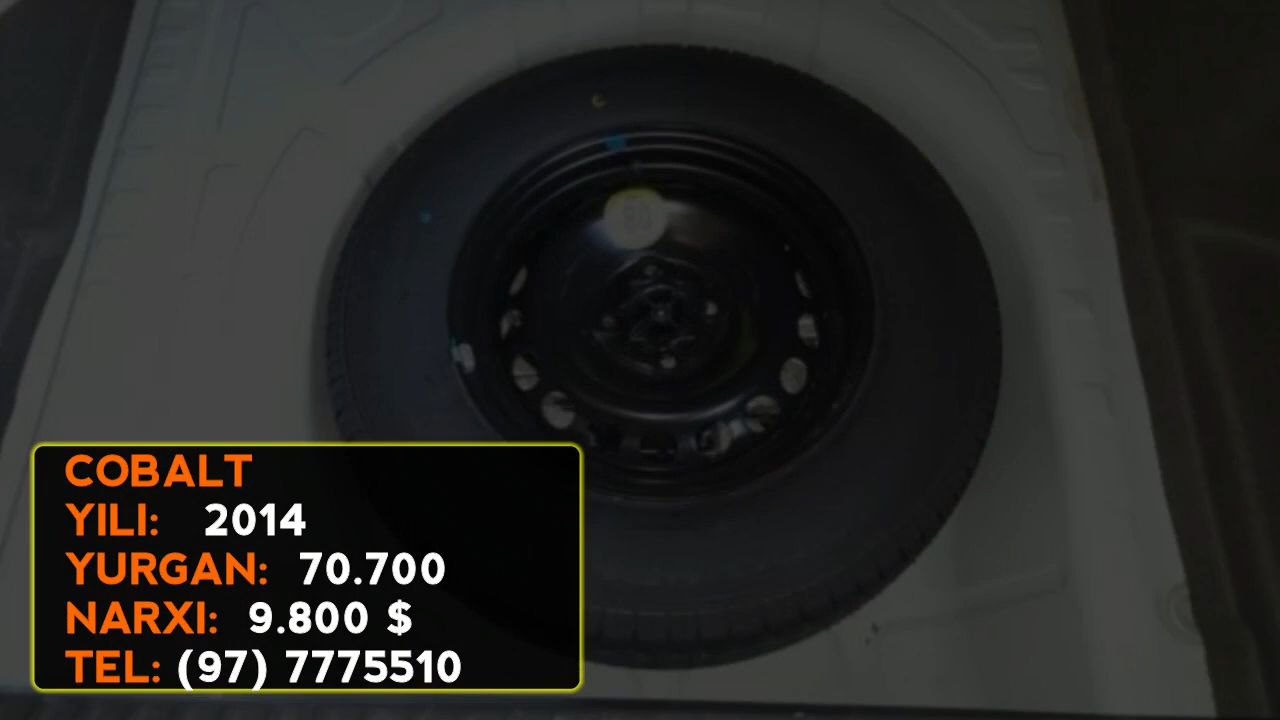 COBALT
YILI: 2014
YURGAN: 70.700
NARXI: 9.800 $
TEL: (97) 7775510